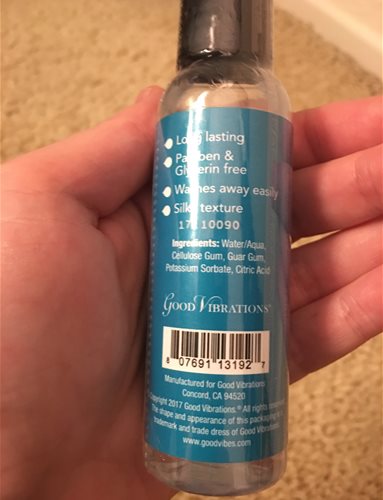 Long lasting
Paraben &
Glycerin free
Washes away easily
Silky texture
17 10090
Ingredients: Water/Aqua,
Cellulose Gum, Guar Gum,
Potassium Sorbate, Citric Acid
GOOD VIBRATIONS®
8 07691 13192 7
Manufactured for Good Vibrations
Concord, CA 94520
Copyright 2017 Good Vibrations.® All rights
The shape and appearance of this packaging
trademark and trade dress of Good Vibrations.
www.goodvibes.com